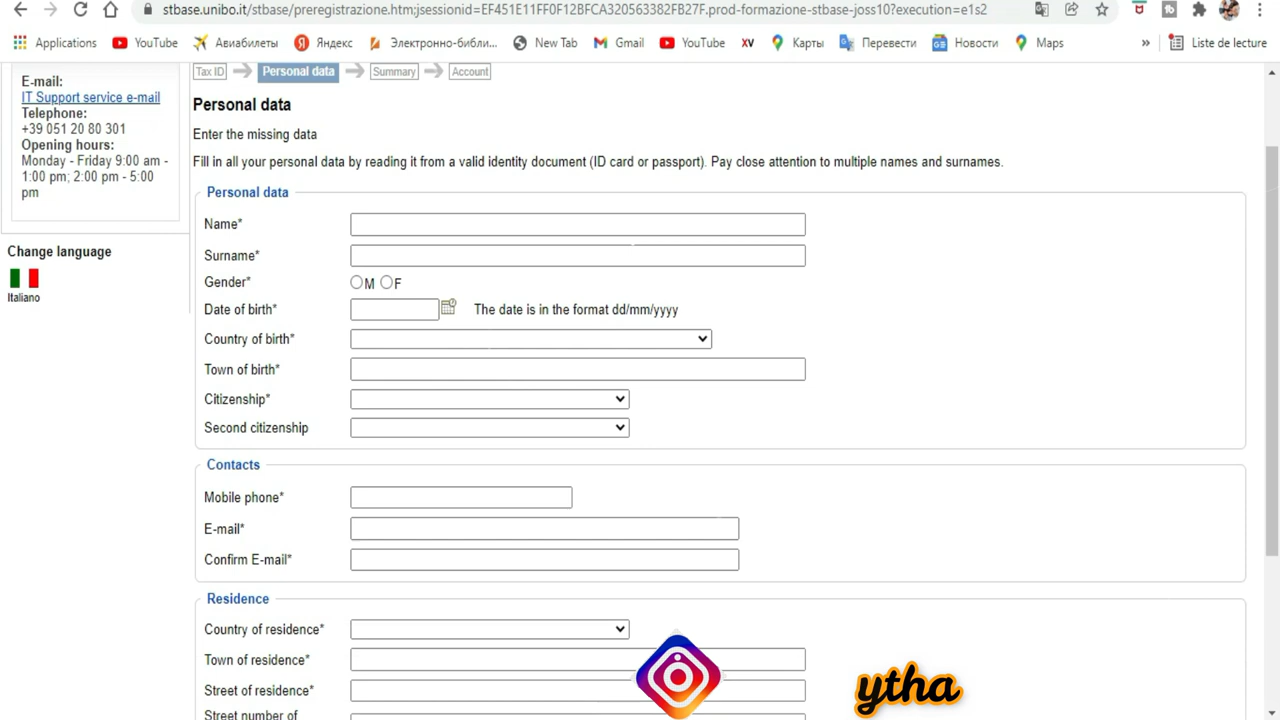 stbase.unibo.it/stbase/preregistrazione.htm;jsessionid=EF451E11FF0F12BFCA320563382FB27F.prod-formazione-stbase-joss10?execution=e1s2
Applications YouTube Авиабилеты Яндекс Электронно-библи... New Tab Gmail YouTube XV Карты Перевести Новости Maps » Liste de lecture
E-mail:
IT Support service e-mail
Telephone:
+39 051 20 80 301
Opening hours:
Monday - Friday 9:00 am -
1:00 pm; 2:00 pm - 5:00
pm
Change language
Italiano
Tax ID Personal data Summary Account
Personal data
Enter the missing data
Fill in all your personal data by reading it from a valid identity document (ID card or passport). Pay close attention to multiple names and surnames.
Personal data
Name*
Surname*
Gender* M F
Date of birth* The date is in the format dd/mm/yyyy
Country of birth*
Town of birth*
Citizenship*
Second citizenship
Contacts
Mobile phone*
E-mail*
Confirm E-mail*
Residence
Country of residence*
Town of residence*
Street of residence*
Street number of
ytha